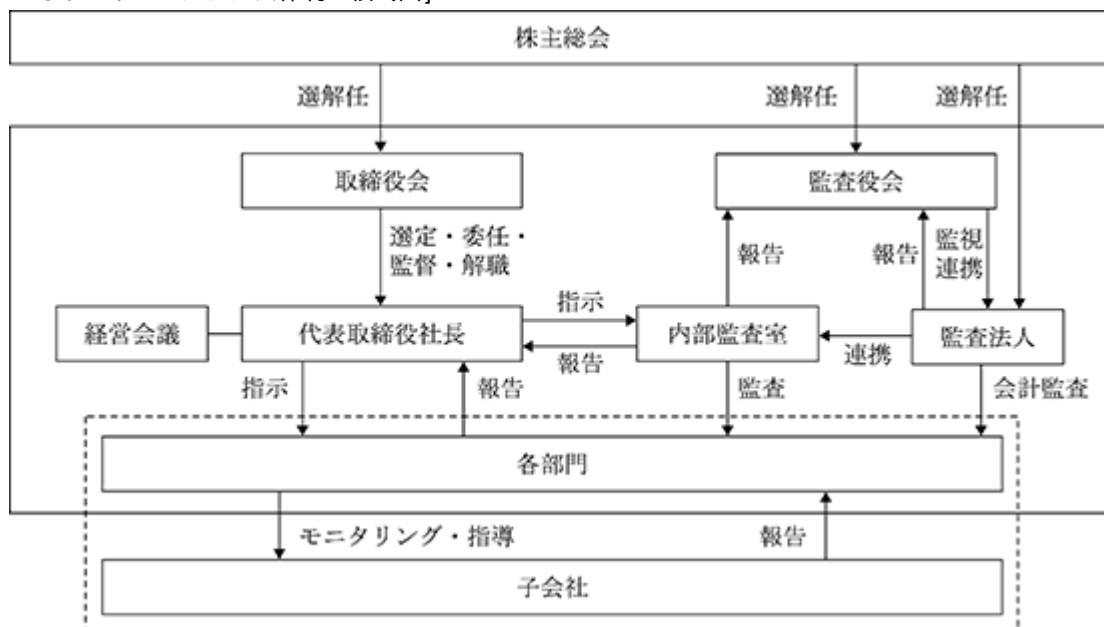 株主総会
選解任
選解任
選解任
取締役会
監査役会
選定・委任・
監督・解職
報告
報告
監視
連携
経営会議
代表取締役社長
指示
報告
内部監査室
連携
監査法人
指示
報告
監査
会計監査
各部門
モニタリング・指導
報告
子会社